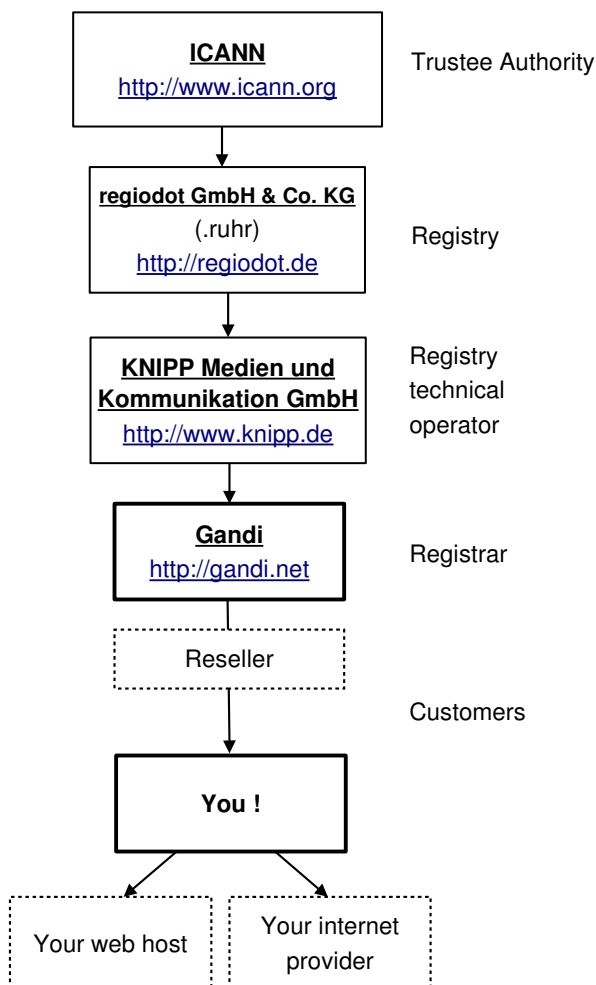 ICANN
http://www.icann.org
Trustee Authority
regiodot GmbH & Co. KG
(.ruhr)
http://regiodot.de
Registry
KNIPP Medien und
Kommunikation GmbH
http://www.knipp.de
Registry
technical
operator
Gandi
http://gandi.net
Registrar
Reseller
Customers
You !
Your web host
Your internet
provider